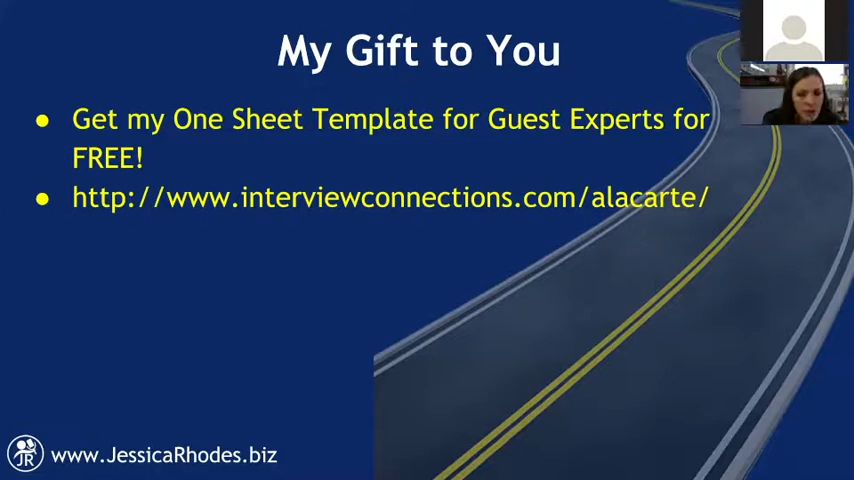 My Gift to You
● Get my One Sheet Template for Guest Experts for
FREE!
● http://www.interviewconnections.com/alacarte/
JR
www.JessicaRhodes.biz